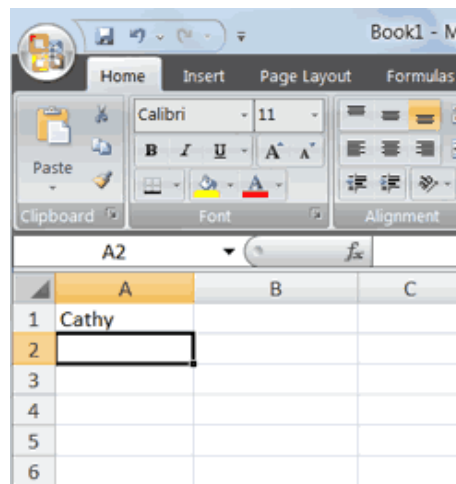 Book1 - M
Home Insert Page Layout Formulas
Calibri 11
Paste B I U A A
A
Clipboard Font Alignment
A2 fx
A B C
1 Cathy
2
3
4
5
6